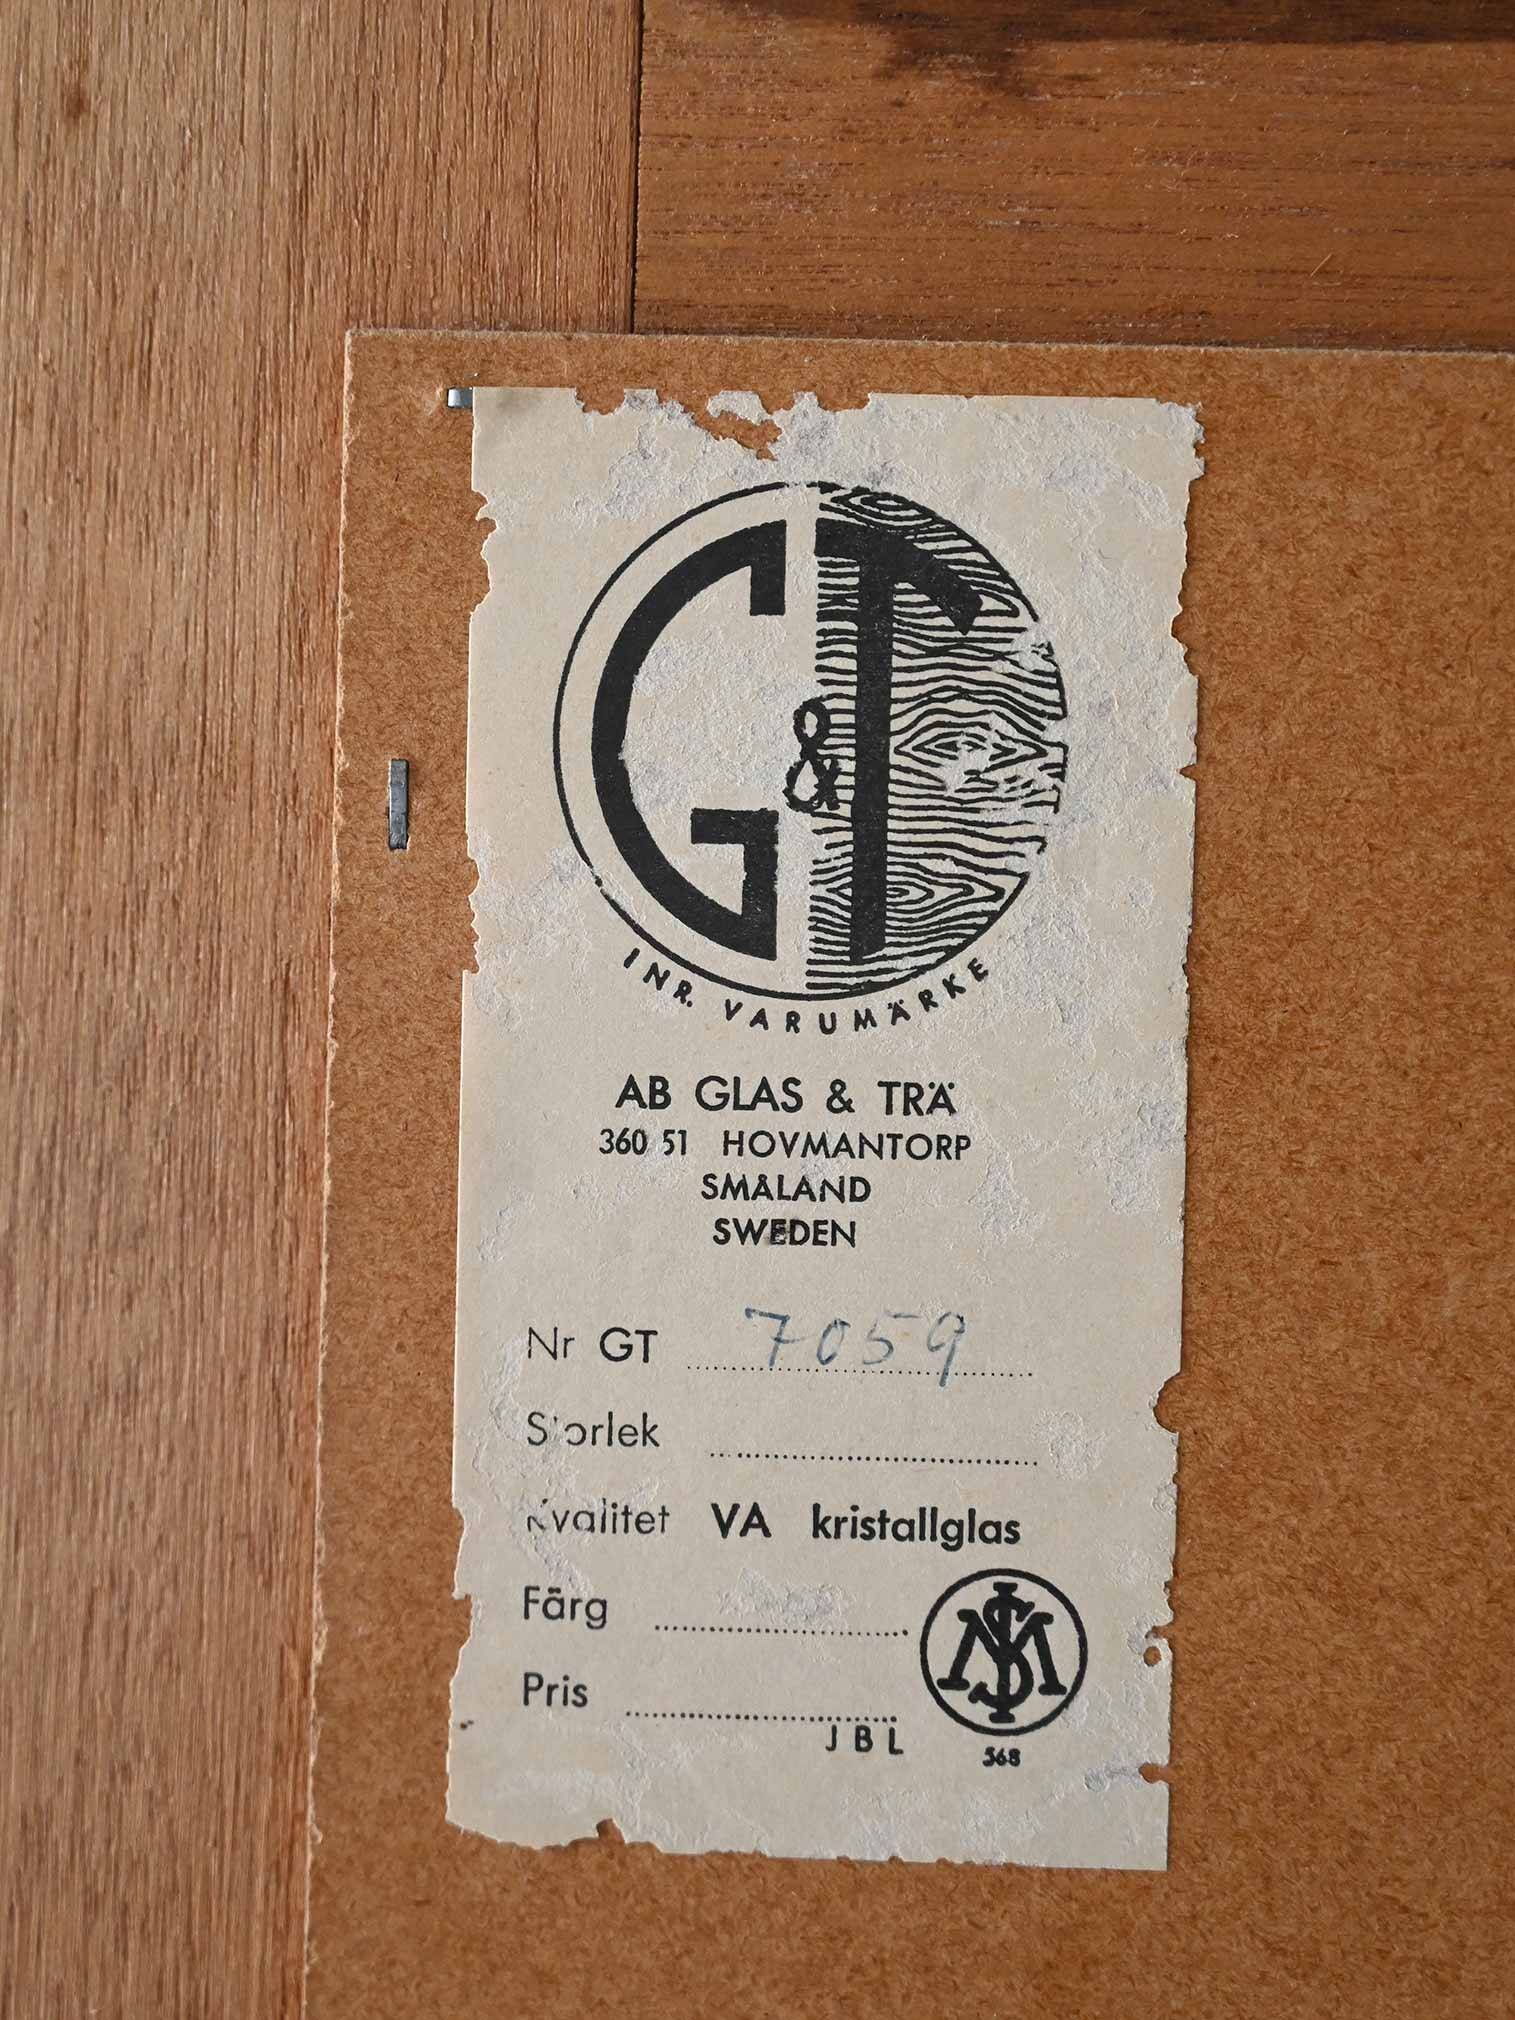 G & T
INR. VARUMÄRKE
AB GLAS & TRÄ
360 51 HOVMANTORP
SMÅLAND
SWEDEN
Nr GT 7059
Storlek
Kvalitet VA kristallglas
Färg
Pris
JBL
568